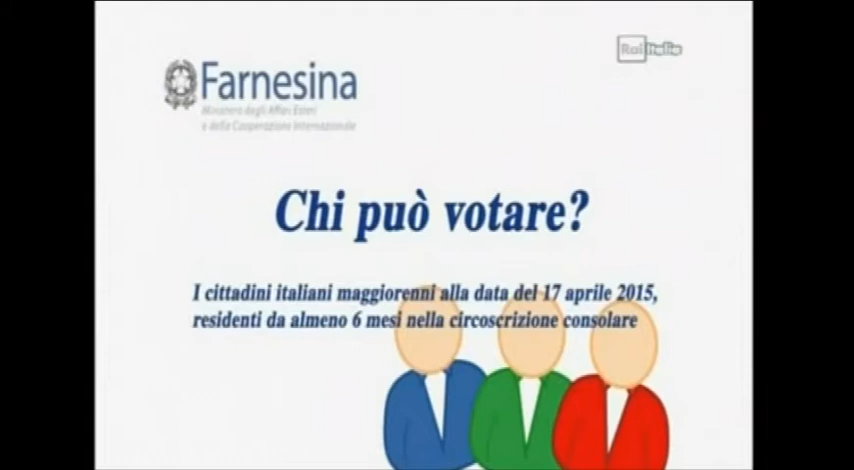 Farnesina
Rai Italia
Ministero degli Affari Esteri
e della Cooperazione Internazionale
Chi può votare?
I cittadini italiani maggiorenni alla data del 17 aprile 2015,
residenti da almeno 6 mesi nella circoscrizione consolare